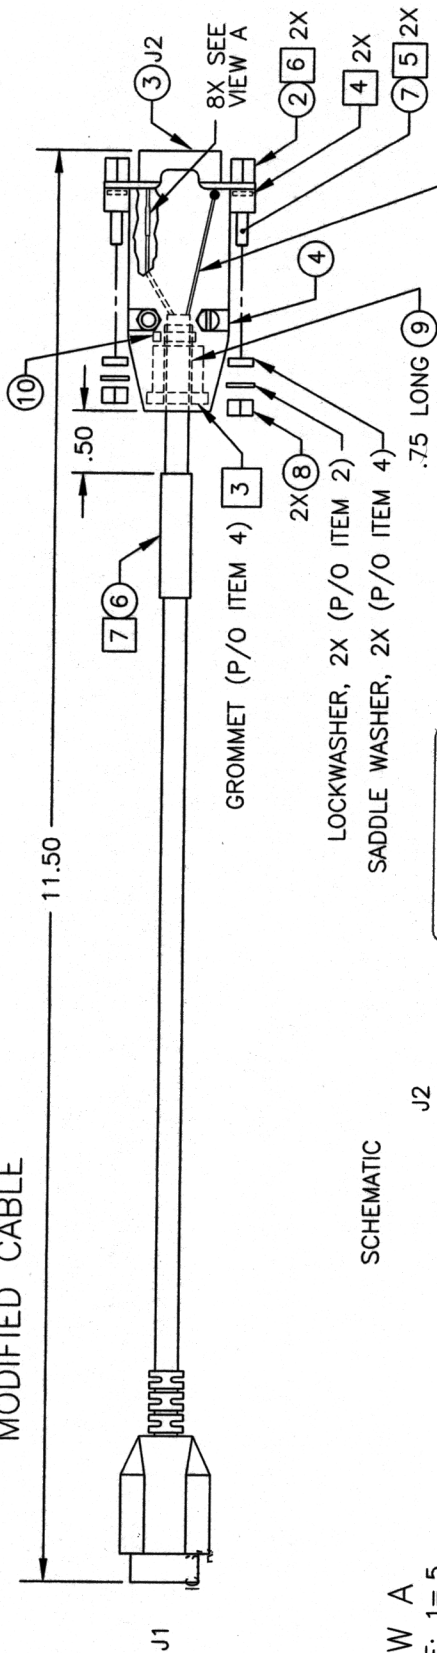 MODIFIED CABLE
11.50
.50
10
3 J2
8X SEE
VIEW A
2 6 2X
4 2X
7 5 2X
4
9
.75 LONG
7 6
3
GROMMET (P/O ITEM 4)
2X 8
LOCKWASHER, 2X (P/O ITEM 2)
SADDLE WASHER, 2X (P/O ITEM 4)
J1
SCHEMATIC
J2
W A
: 1=.5